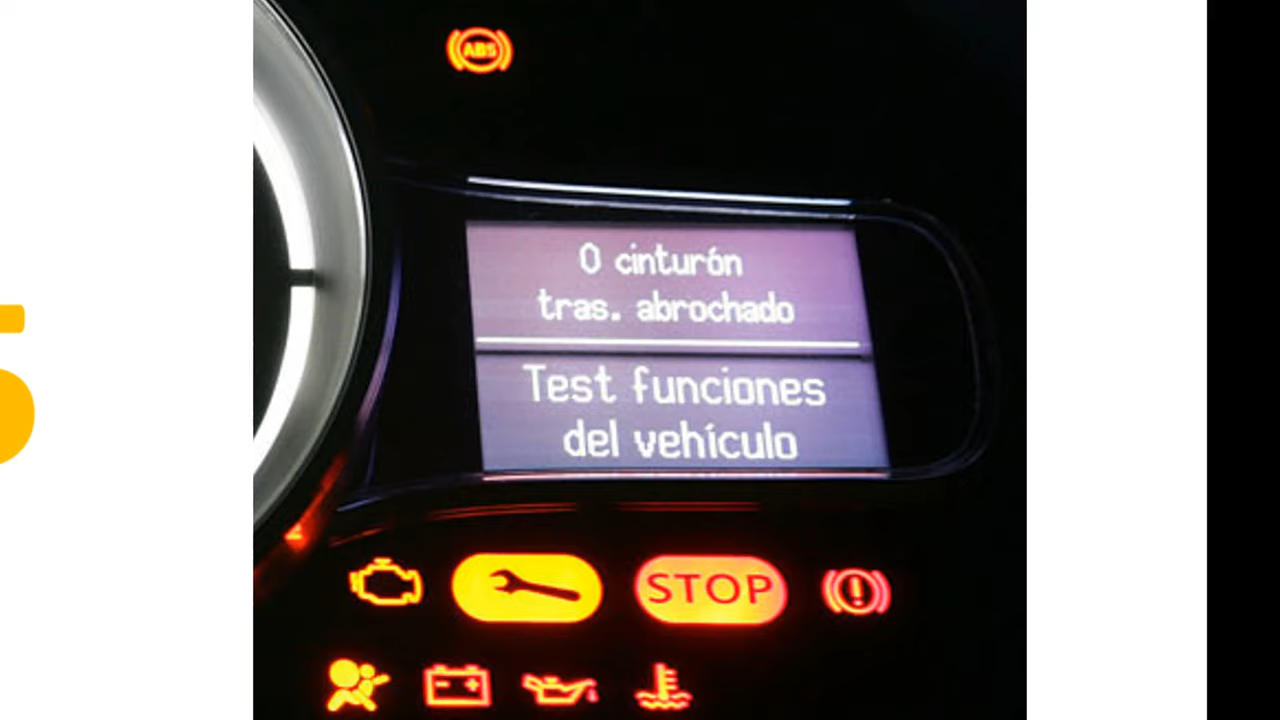 ABS
0 cinturón
tras. abrochado
Test funciones
del vehículo
STOP